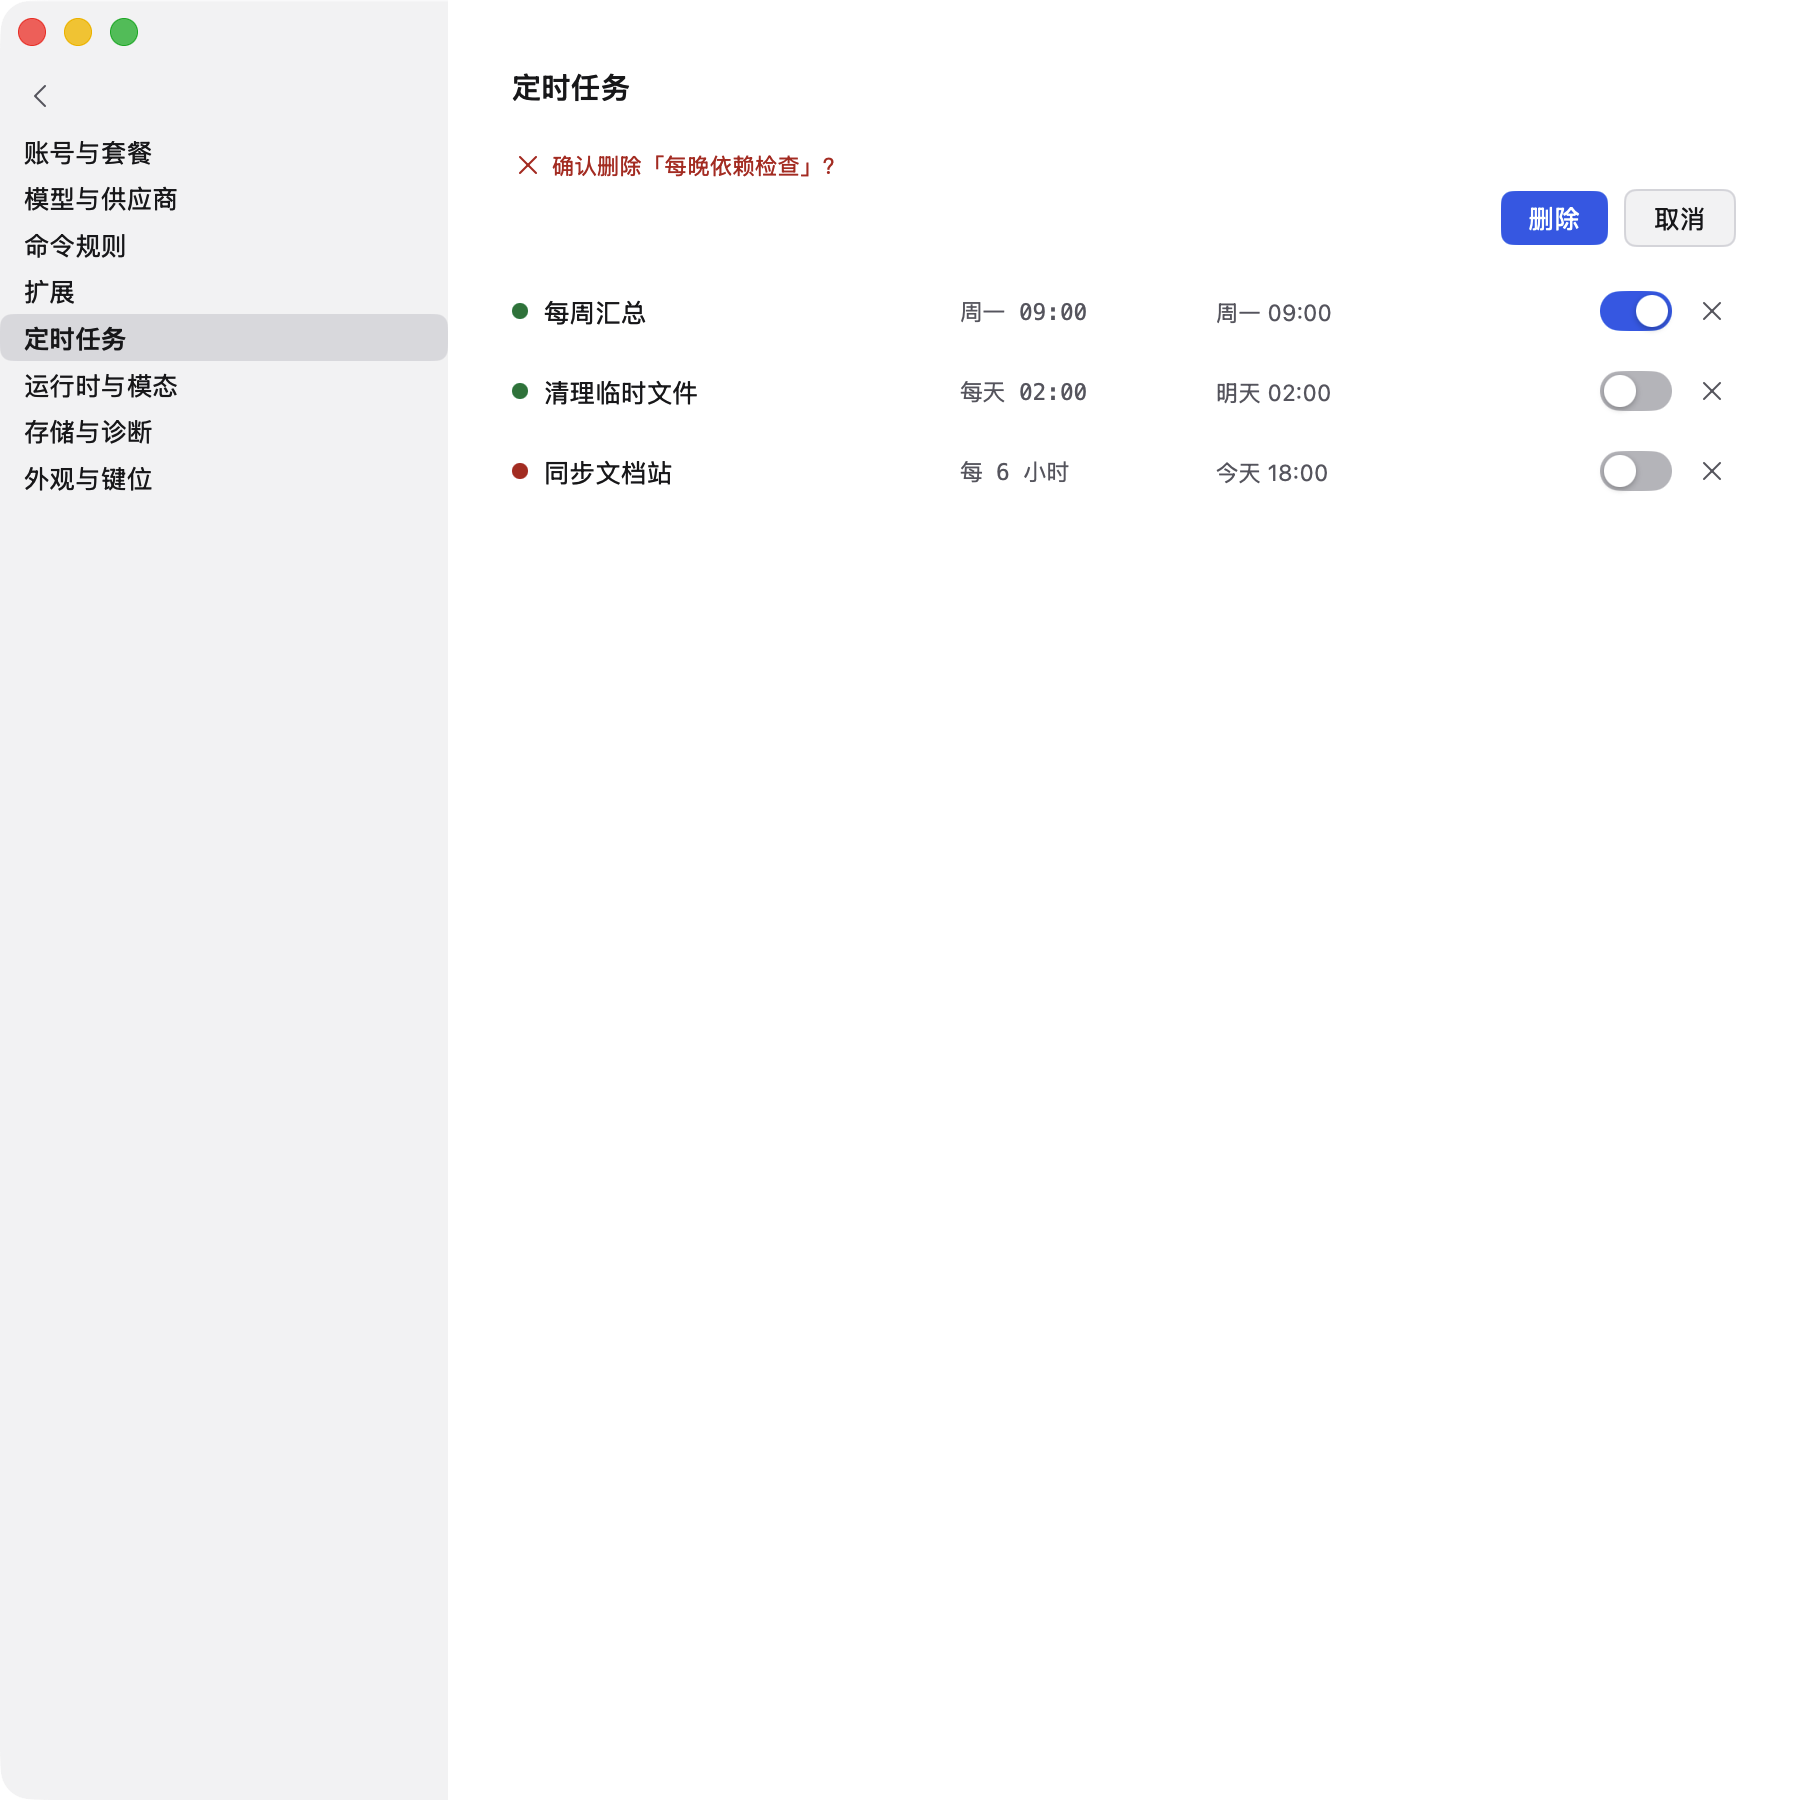 定时任务
确认删除「每晚依赖检查」?
删除 取消
每周汇总 周一 09:00 周一 09:00
清理临时文件 每天 02:00 明天 02:00
同步文档站 每 6 小时 今天 18:00
账号与套餐
模型与供应商
命令规则
扩展
定时任务
运行时与模态
存储与诊断
外观与键位